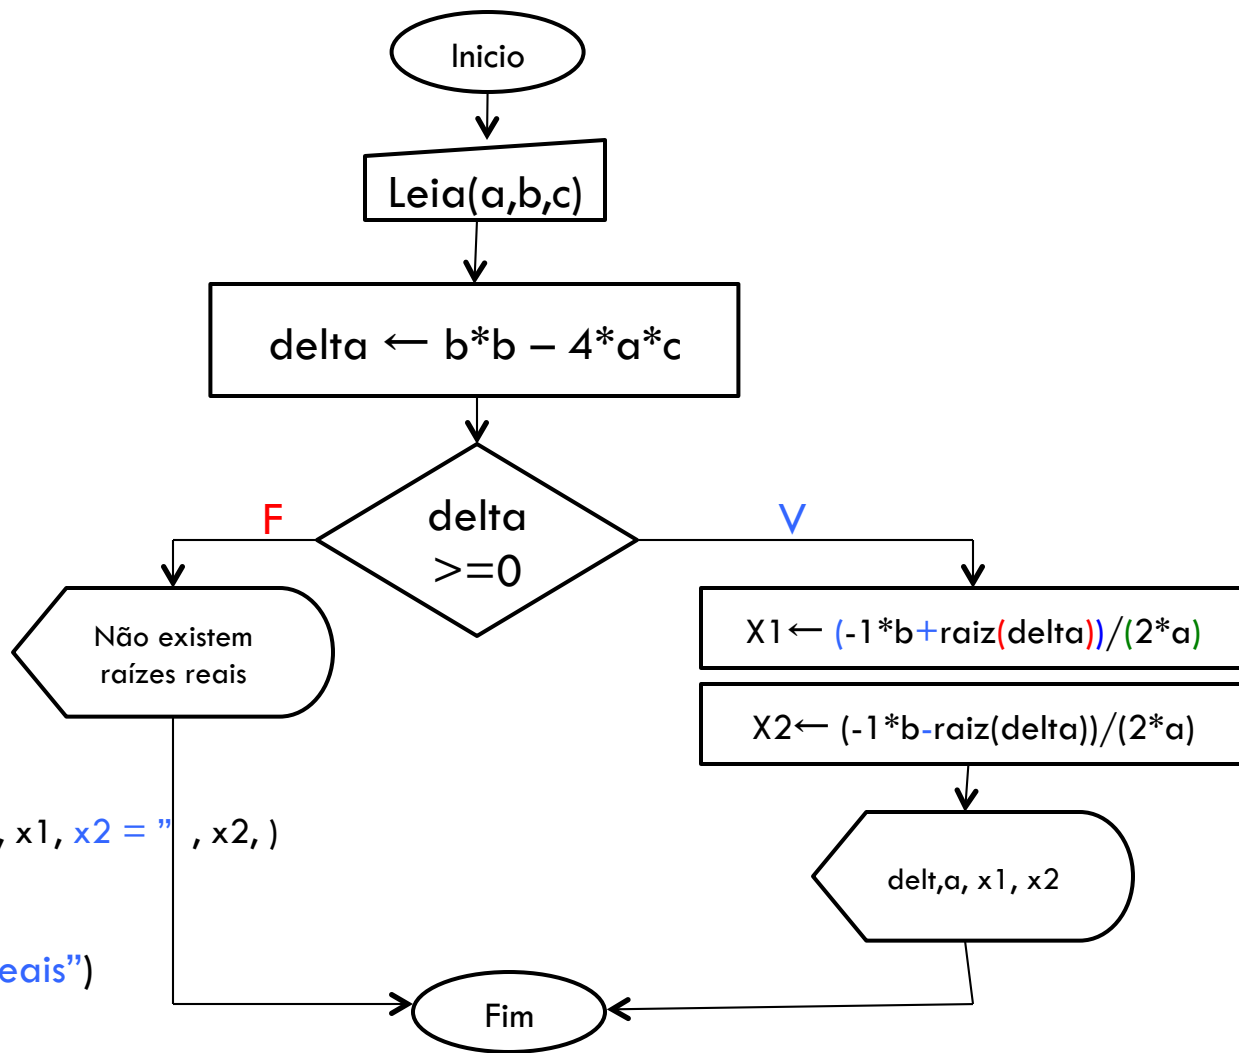 Inicio
Leia(a,b,c)
delta ← b*b – 4*a*c
F
delta
>=0
V
Não existem
raízes reais
X1← (-1*b+raiz(delta))/(2*a)
X2← (-1*b-raiz(delta))/(2*a)
, x1, x2 = ” , x2, )
delt,a, x1, x2
eais”)
Fim